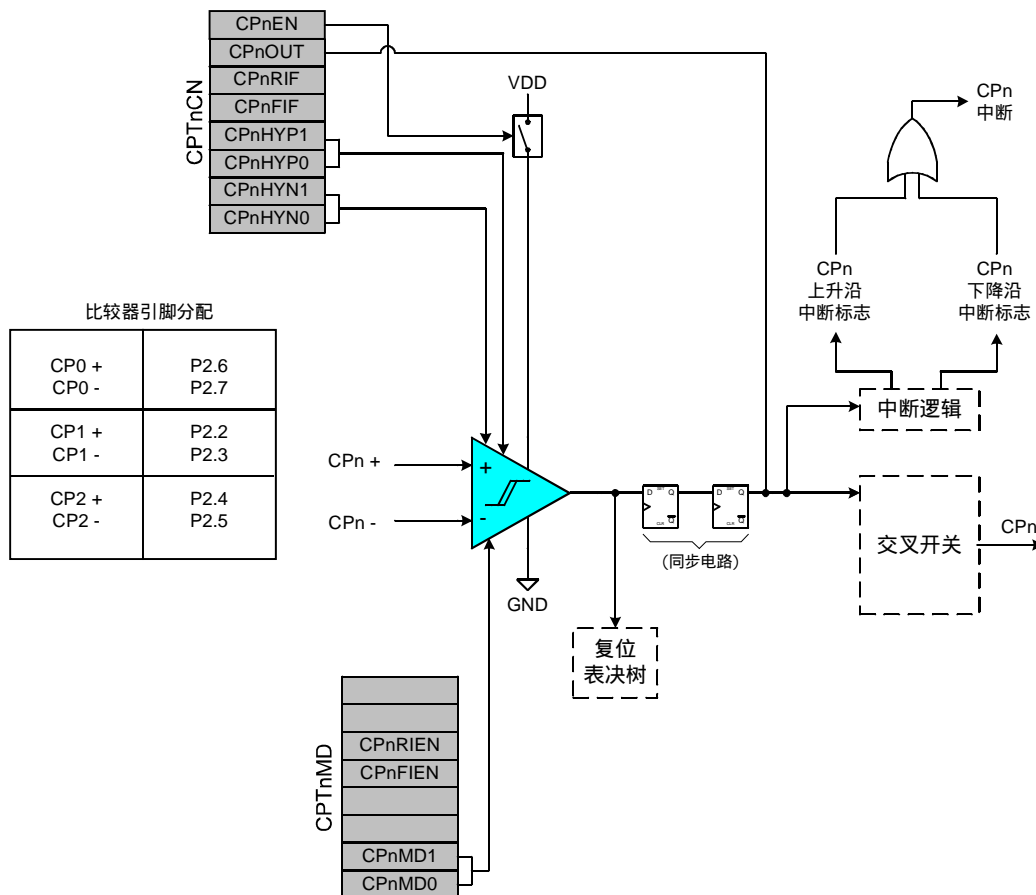 CPTnCN
CPnEN
CPnOUT
CPnRIF
CPnFIF
CPnHYP1
CPnHYP0
CPnHYN1
CPnHYN0
VDD
CPn
中断
CPn
上升沿
中断标志
CPn
下降沿
中断标志
中断逻辑
比较器引脚分配
CP0 + P2.6
CP0 - P2.7
CP1 + P2.2
CP1 - P2.3
CP2 + P2.4
CP2 - P2.5
CPn +
CPn -
+
-
GND
D SET Q
CLR Q
D SET Q
CLR Q
(同步电路)
交叉开关
CPn
复位
表决树
CPTnMD
CPnRIEN
CPnFIEN
CPnMD1
CPnMD0